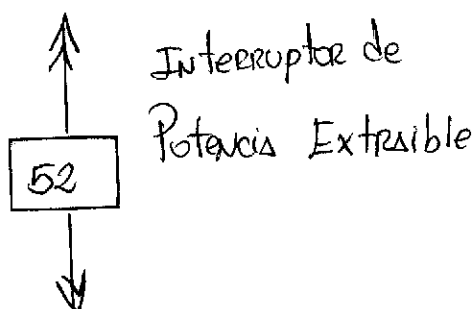 Interruptor de
Potencia Extraible
52